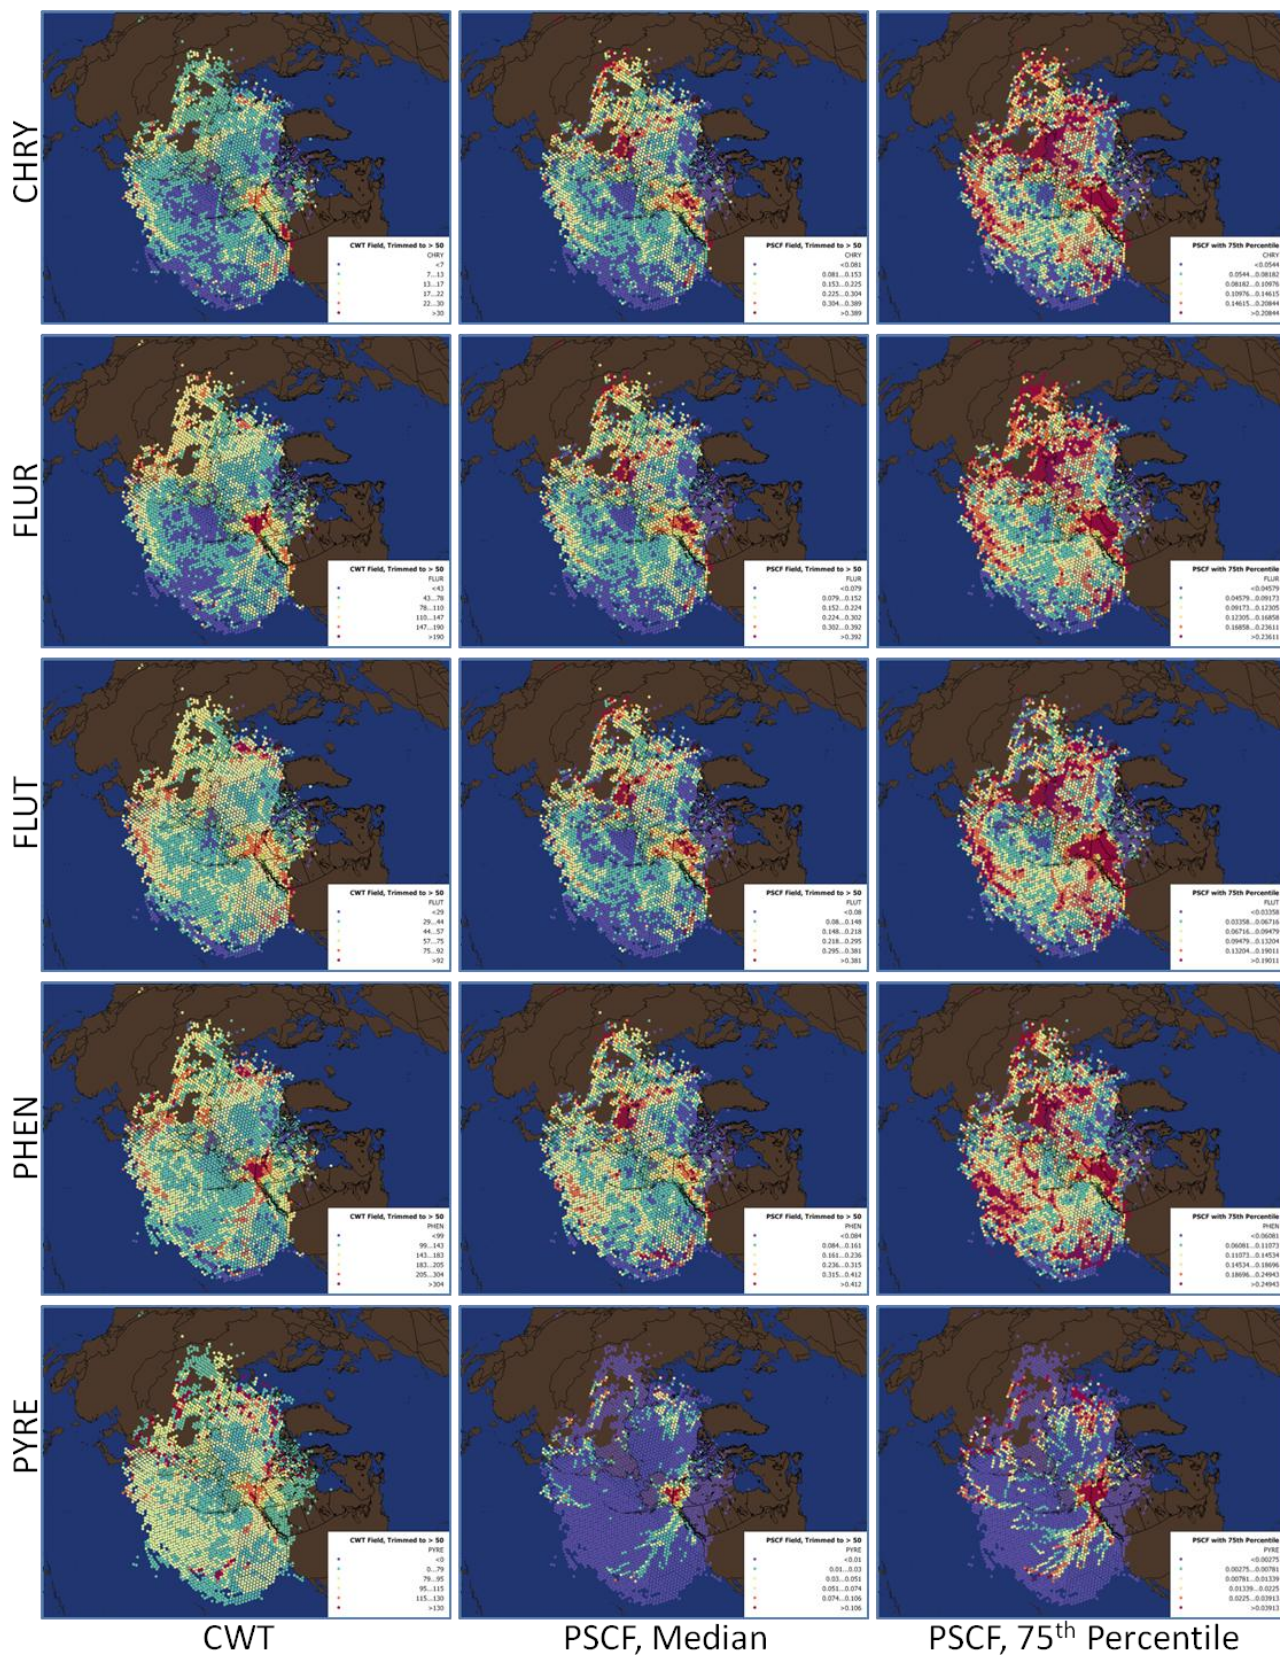 CHRY
CWT Field, Trimmed to > 50
CHRY
<7
7...13
13...17
17...22
22...30
>30
PSCF Field, Trimmed to > 50
CHRY
<0.081
0.081...0.153
0.153...0.225
0.225...0.304
0.304...0.389
>0.389
PSCF with 75th Percentile
CHRY
<0.0544
0.0544...0.08182
0.08182...0.10976
0.10976...0.14615
0.14615...0.20844
>0.20844
FLUR
CWT Field, Trimmed to > 50
FLUR
<43
43...78
78...110
110...147
147...190
>190
PSCF Field, Trimmed to > 50
FLUR
<0.079
0.079...0.152
0.152...0.224
0.224...0.302
0.302...0.392
>0.392
PSCF with 75th Percentile
FLUR
<0.04579
0.04579...0.09173
0.09173...0.12305
0.12305...0.16858
0.16858...0.23611
>0.23611
FLUT
CWT Field, Trimmed to > 50
FLUT
<29
29...44
44...57
57...75
75...92
>92
PSCF Field, Trimmed to > 50
FLUT
<0.08
0.08...0.148
0.148...0.218
0.218...0.295
0.295...0.381
>0.381
PSCF with 75th Percentile
FLUT
<0.03358
0.03358...0.06716
0.06716...0.09479
0.09479...0.13204
0.13204...0.19011
>0.19011
PHEN
CWT Field, Trimmed to > 50
PHEN
<99
99...143
143...183
183...205
205...304
>304
PSCF Field, Trimmed to > 50
PHEN
<0.084
0.084...0.161
0.161...0.236
0.236...0.315
0.315...0.412
>0.412
PSCF with 75th Percentile
PHEN
<0.06081
0.06081...0.11073
0.11073...0.14534
0.14534...0.18696
0.18696...0.24943
>0.24943
PYRE
CWT Field, Trimmed to > 50
PYRE
<0
0...79
79...95
95...115
115...130
>130
PSCF Field, Trimmed to > 50
PYRE
<0.01
0.01...0.03
0.03...0.051
0.051...0.074
0.074...0.106
>0.106
PSCF with 75th Percentile
PYRE
<0.00275
0.00275...0.00781
0.00781...0.01339
0.01339...0.0225
0.0225...0.03913
>0.03913
CWT
PSCF, Median
PSCF, 75th Percentile